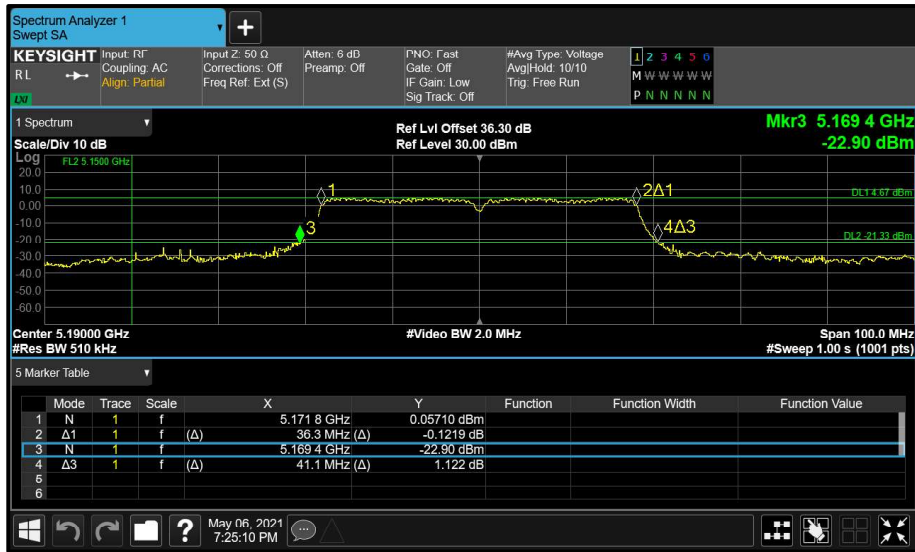 Spectrum Analyzer 1
Swept SA
+
KEYSIGHT Input: RF Input Z: 50 Ω Atten: 6 dB PNO: Fast #Avg Type: Voltage 1 2 3 4 5 6
RL Coupling: AC Corrections: Off Preamp: Off Gate: Off Avg|Hold: 10/10 M W W W W W
Align: Partial Freq Ref: Ext (S) IF Gain: Low Trig: Free Run
LXI Sig Track: Off P N N N N N
1 Spectrum Ref Lvl Offset 36.30 dB Mkr3 5.169 4 GHz
Scale/Div 10 dB Ref Level 30.00 dBm -22.90 dBm
Log FL2 5.1500 GHz
20.0
10.0 1 2Δ1 DL1 4.67 dBm
0.00
-10.0 3 4Δ3
-20.0 DL2 -21.33 dBm
-30.0
-40.0
-50.0
-60.0
Center 5.19000 GHz #Video BW 2.0 MHz Span 100.0 MHz
#Res BW 510 kHz #Sweep 1.00 s (1001 pts)
5 Marker Table
Mode Trace Scale X Y Function Function Width Function Value
1 N 1 f 5.171 8 GHz 0.05710 dBm
2 Δ1 1 f (Δ) 36.3 MHz (Δ) -0.1219 dB
3 N 1 f 5.169 4 GHz -22.90 dBm
4 Δ3 1 f (Δ) 41.1 MHz (Δ) 1.122 dB
5
6
? May 06, 2021
7:25:10 PM